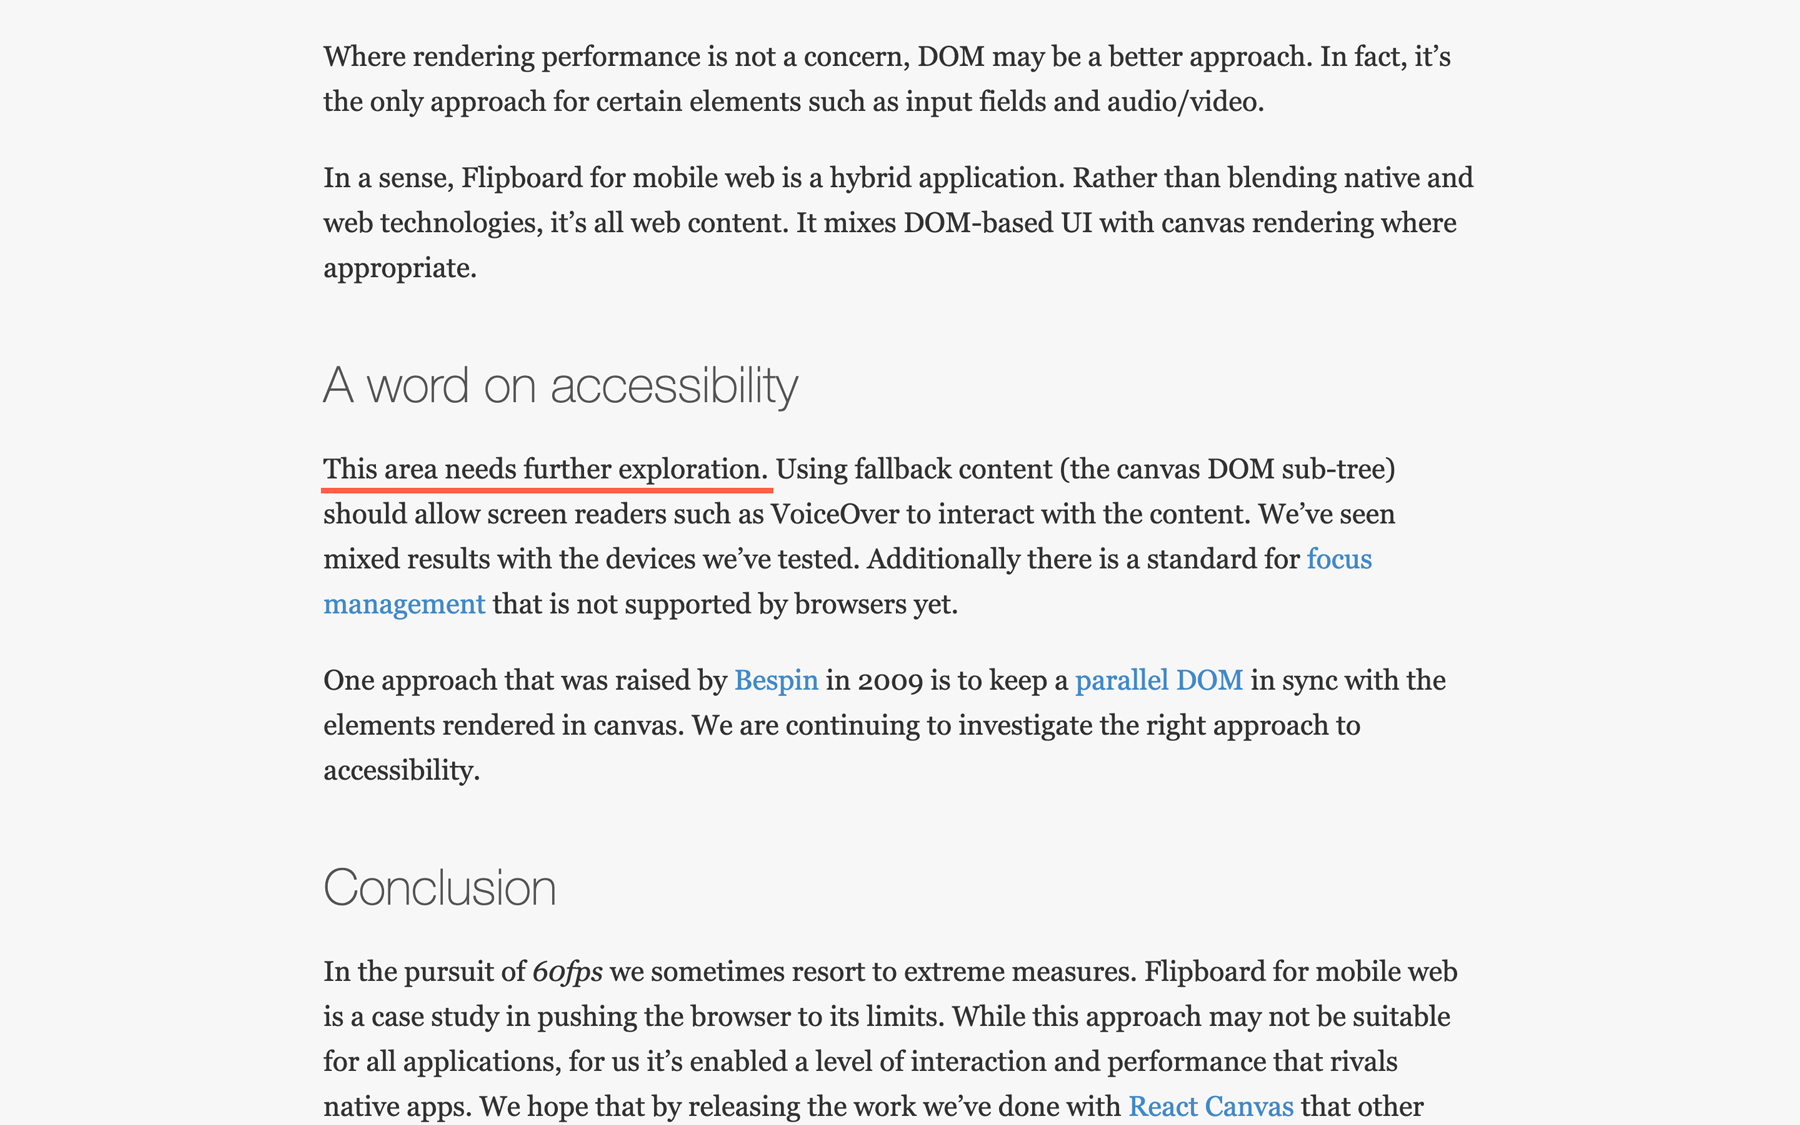 Where rendering performance is not a concern, DOM may be a better approach. In fact, it’s
the only approach for certain elements such as input fields and audio/video.
In a sense, Flipboard for mobile web is a hybrid application. Rather than blending native and
web technologies, it’s all web content. It mixes DOM-based UI with canvas rendering where
appropriate.
A word on accessibility
This area needs further exploration. Using fallback content (the canvas DOM sub-tree)
should allow screen readers such as VoiceOver to interact with the content. We’ve seen
mixed results with the devices we’ve tested. Additionally there is a standard for focus
management that is not supported by browsers yet.
One approach that was raised by Bespin in 2009 is to keep a parallel DOM in sync with the
elements rendered in canvas. We are continuing to investigate the right approach to
accessibility.
Conclusion
In the pursuit of 60fps we sometimes resort to extreme measures. Flipboard for mobile web
is a case study in pushing the browser to its limits. While this approach may not be suitable
for all applications, for us it’s enabled a level of interaction and performance that rivals
native apps. We hope that by releasing the work we’ve done with React Canvas that other